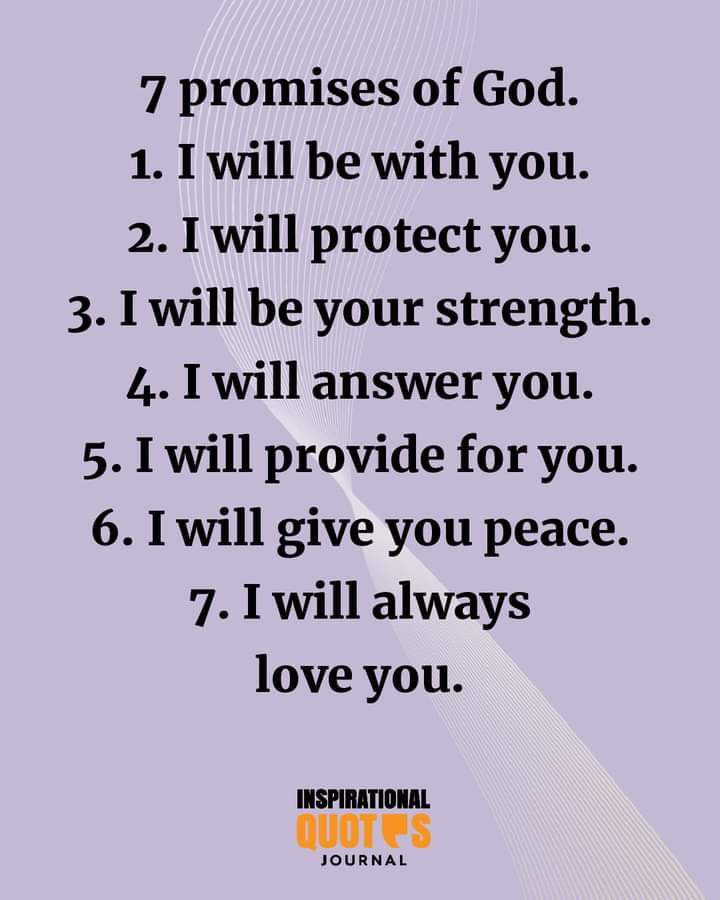 7 promises of God.
1. I will be with you.
2. I will protect you.
3. I will be your strength.
4. I will answer you.
5. I will provide for you.
6. I will give you peace.
7. I will always
love you.
INSPIRATIONAL
QUOTES
JOURNAL